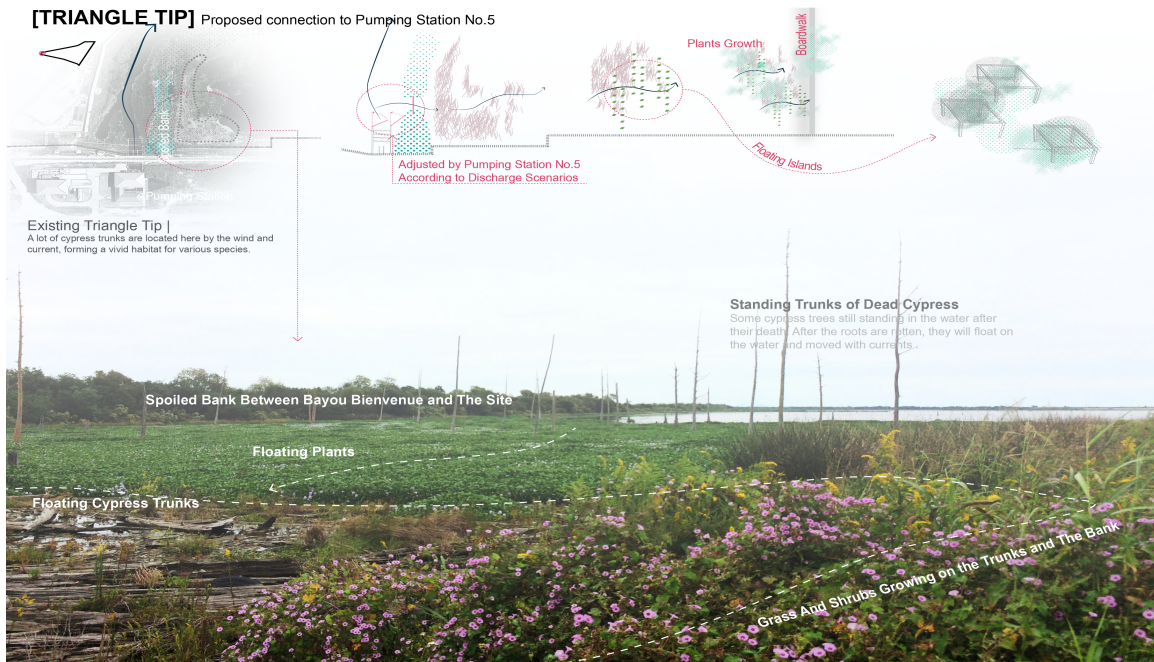 [TRIANGLE TIP] Proposed connection to Pumping Station No.5
Plants Growth
Boardwalk
Bank
Adjusted by Pumping Station No.5
According to Discharge Scenarios
Floating Islands
Pumping Station
Existing Triangle Tip |
A lot of cypress trunks are located here by the wind and
current, forming a vivid habitat for various species.
Standing Trunks of Dead Cypress
Some cypress trees still standing in the water after
their death. After the roots are rotten, they will float on
the water and moved with currents.
Spoiled Bank Between Bayou Bienvenue and The Site
Floating Plants
Floating Cypress Trunks
Grass And Shrubs Growing on the Trunks and The Bank